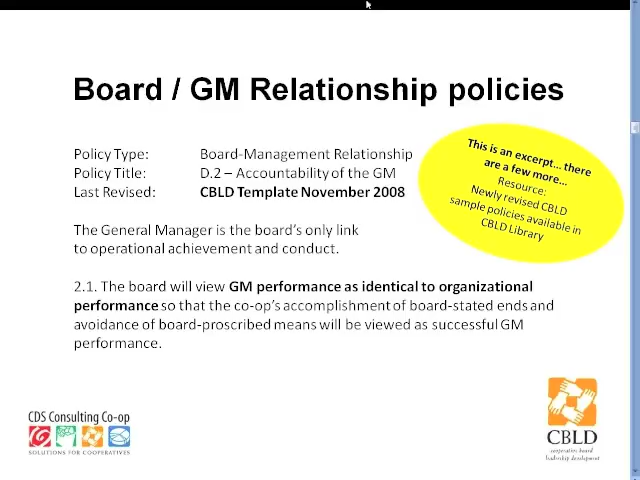 Board / GM Relationship policies
Policy Type: Board-Management Relationship
Policy Title: D.2 – Accountability of the GM
Last Revised: CBLD Template November 2008
This is an excerpt... there
are a few more...
Resource:
Newly revised CBLD
sample policies available in
CBLD Library
The General Manager is the board's only link
to operational achievement and conduct.
2.1. The board will view GM performance as identical to organizational
performance so that the co-op's accomplishment of board-stated ends and
avoidance of board-proscribed means will be viewed as successful GM
performance.
CDS Consulting Co-op
SOLUTIONS FOR COOPERATIVES
CBLD
cooperative board
leadership development